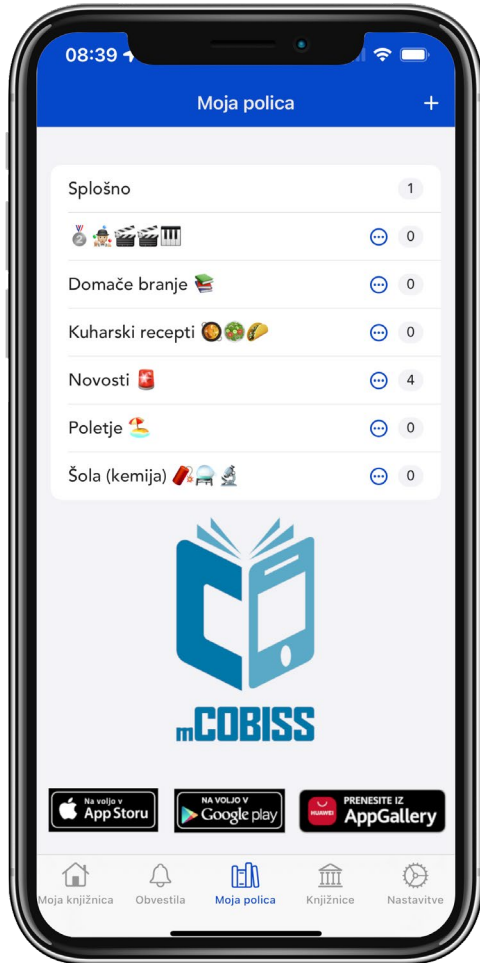 08:39
Moja polica
+
Splošno 1
🥈🤹🏻‍♂️🎬🎬🎹 0
Domače branje 📚 0
Kuharski recepti 🥘🥗🌮 0
Novosti 🚨 4
Poletje 🏖️ 0
Šola (kemija) 🧨🔮🔬 0
mCOBISS
Na voljo v
App Storu
NA VOLJO V
Google play
HUAWEI
PRENESITE IZ
AppGallery
Moja knjižnica Obvestila Moja polica Knjižnice Nastavitve